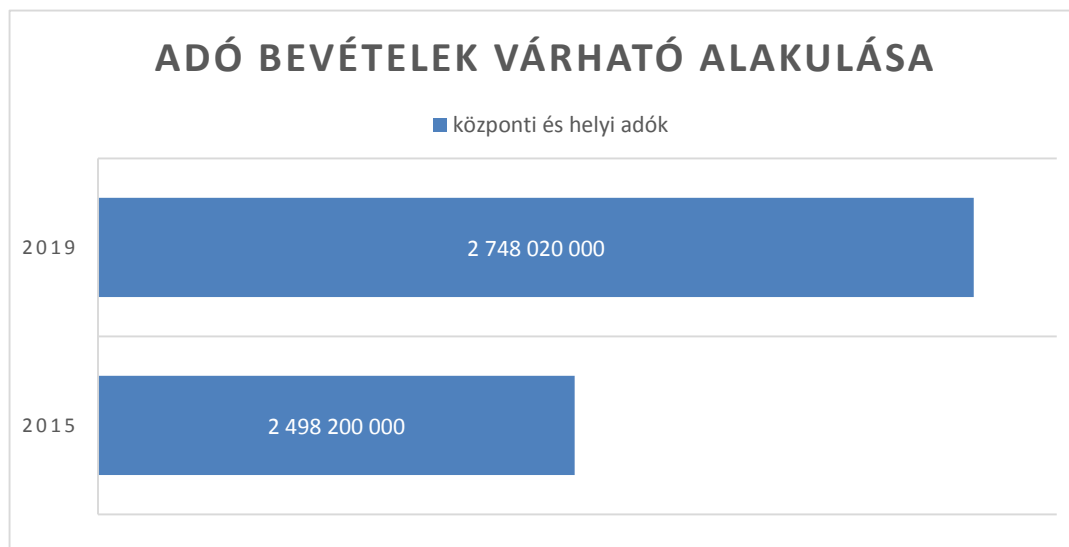 ADÓ BEVÉTELEK VÁRHATÓ ALAKULÁSA
központi és helyi adók
2019
2 748 020 000
2015
2 498 200 000